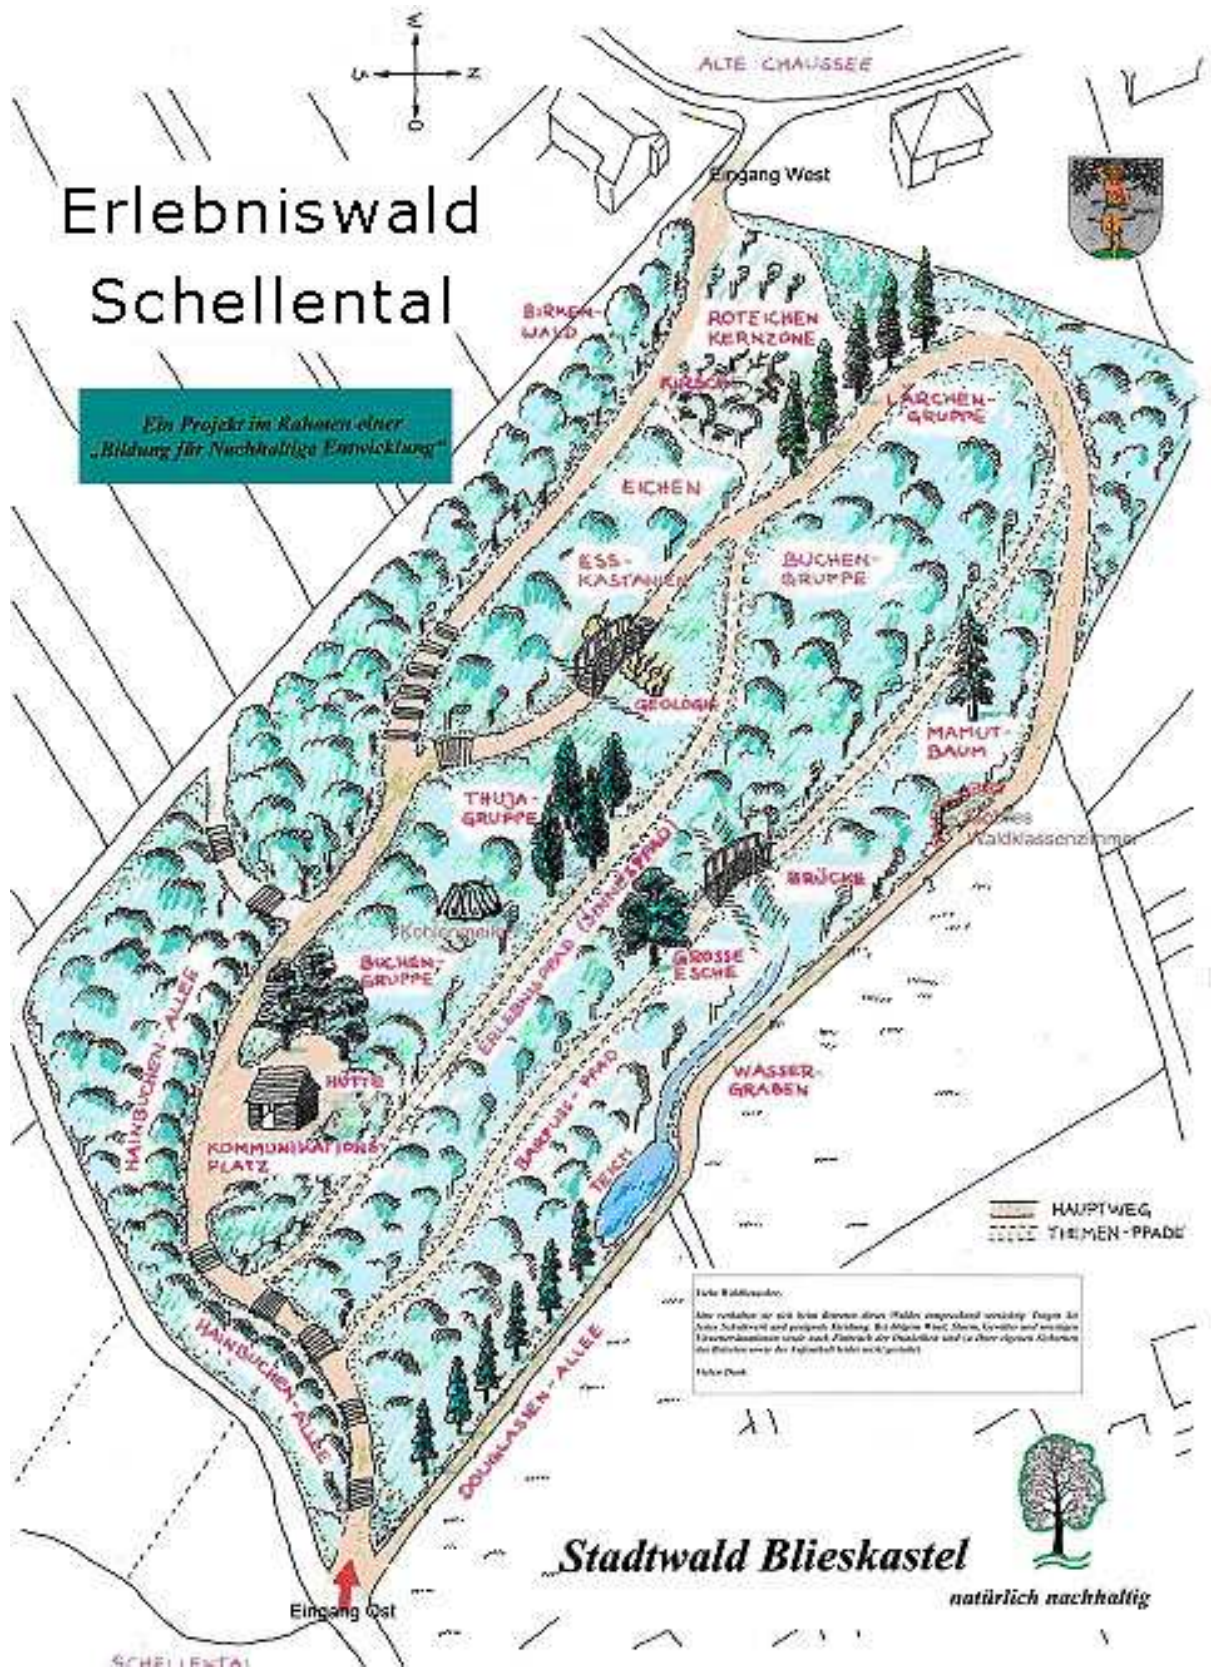 W
S N
O
ALTE CHAUSSEE
Eingang West
Erlebniswald
Schellental
BIRKEN-
WALD
ROTEICHEN
KERNZONE
KIRSCH
LÄRCHEN-
GRUPPE
Ein Projekt im Rahmen einer
„Bildung für Nachhaltige Entwicklung“
EICHEN
ESS-
KASTANIEN
BUCHEN-
GRUPPE
GEOLOGIE
MAMUT-
BAUM
THUJA-
GRUPPE
Waldklassenzimmer
BRÜCKE
Kohlenmeiler
BUCHEN-
GRUPPE
GROSSE
ESCHE
ERLEBNISPFAD (SINNESPFAD)
HAINBUCHEN-ALLEE
HÜTTE
WASSER-
GRABEN
BARFUSS-PFAD
KOMMUNIKATIONS-
PLATZ
TEICH
HAUPTWEG
THEMEN-PFADE
HAINBUCHEN-ALLEE
DOUGLASIEN-ALLEE
Vielen Dank
Stadtwald Blieskastel
natürlich nachhaltig
Eingang Ost
SCHELLENTAL